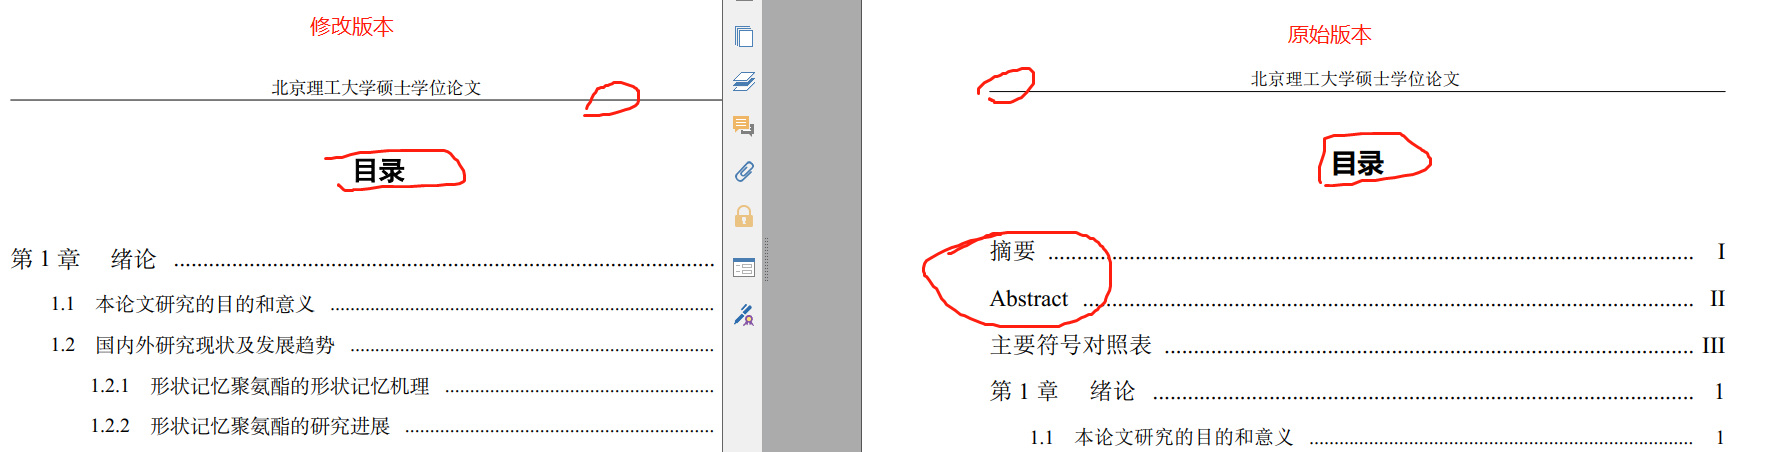 修改版本
北京理工大学硕士学位论文
目录
第 1 章 绪论 ........................................................................................
1.1 本论文研究的目的和意义 ........................................................................................
1.2 国内外研究现状及发展趋势 ........................................................................................
1.2.1 形状记忆聚氨酯的形状记忆机理 ........................................................................................
1.2.2 形状记忆聚氨酯的研究进展 ........................................................................................
原始版本
北京理工大学硕士学位论文
目录
摘要 ........................................................................................ I
Abstract ........................................................................................ II
主要符号对照表 ........................................................................................ III
第 1 章 绪论 ........................................................................................ 1
1.1 本论文研究的目的和意义 ........................................................................................ 1